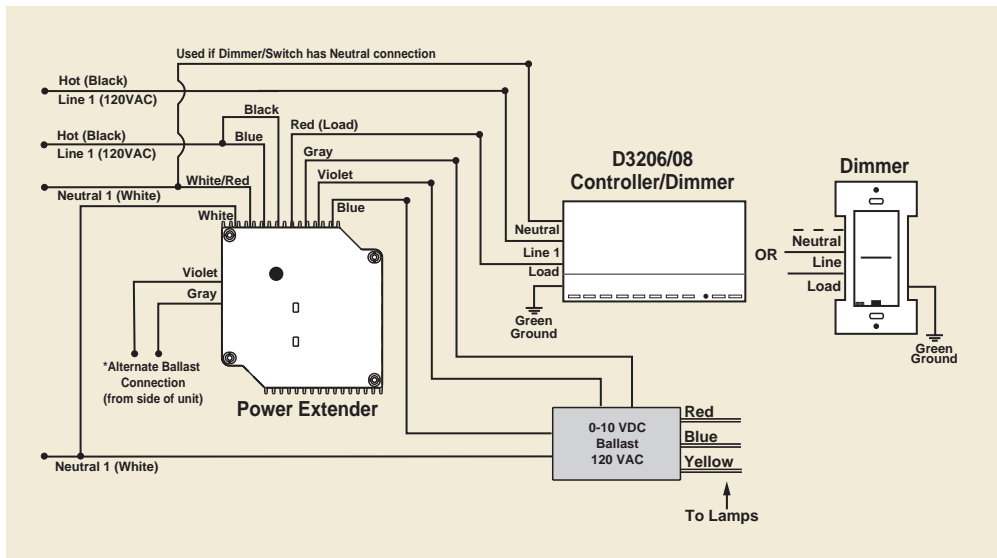 Used if Dimmer/Switch has Neutral connection
Hot (Black)
Line 1 (120VAC)
Black
Hot (Black)
Line 1 (120VAC)
Blue
Red (Load)
Gray
White/Red
Violet
Neutral 1 (White)
Blue
White
D3206/08
Controller/Dimmer
Dimmer
Neutral
Line 1
Load
OR
Neutral
Line
Load
Violet
Gray
Green
Ground
Green
Ground
*Alternate Ballast
Connection
(from side of unit)
Power Extender
0-10 VDC
Ballast
120 VAC
Red
Blue
Yellow
Neutral 1 (White)
To Lamps